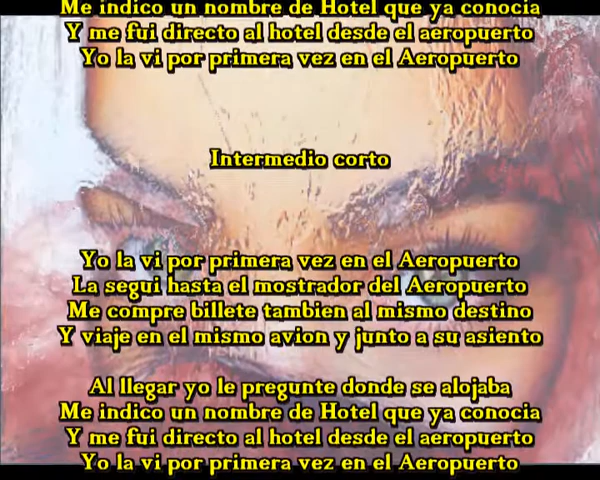 Me indico un nombre de Hotel que ya conocia
Y me fui directo al hotel desde el aeropuerto
Yo la vi por primera vez en el Aeropuerto
Intermedio corto
Yo la vi por primera vez en el Aeropuerto
La segui hasta el mostrador del Aeropuerto
Me compre billete tambien al mismo destino
Y viaje en el mismo avion y junto a su asiento
Al llegar yo le pregunte donde se alojaba
Me indico un nombre de Hotel que ya conocia
Y me fui directo al hotel desde el aeropuerto
Yo la vi por primera vez en el Aeropuerto